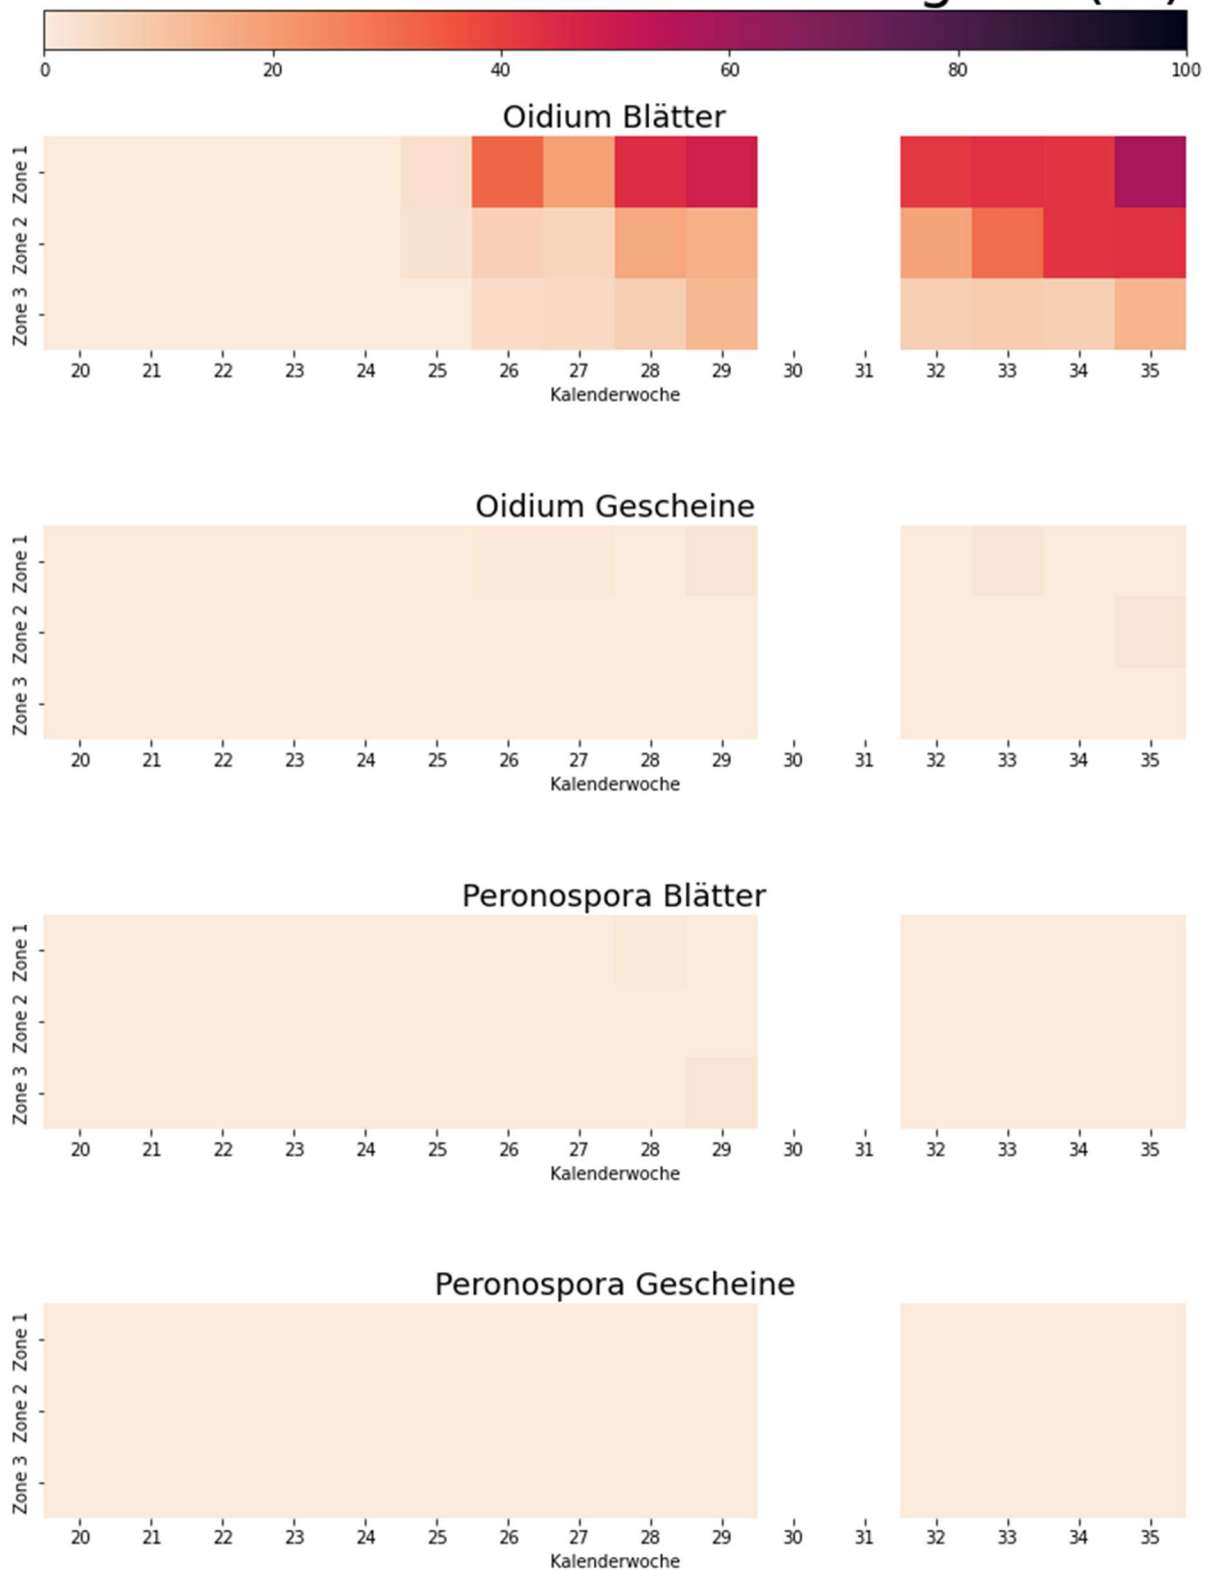 0 20 40 60 80 100
Oidium Blätter
Zone 1
Zone 2
Zone 3
20 21 22 23 24 25 26 27 28 29 30 31 32 33 34 35
Kalenderwoche
Oidium Gescheine
Zone 1
Zone 2
Zone 3
20 21 22 23 24 25 26 27 28 29 30 31 32 33 34 35
Kalenderwoche
Peronospora Blätter
Zone 1
Zone 2
Zone 3
20 21 22 23 24 25 26 27 28 29 30 31 32 33 34 35
Kalenderwoche
Peronospora Gescheine
Zone 1
Zone 2
Zone 3
20 21 22 23 24 25 26 27 28 29 30 31 32 33 34 35
Kalenderwoche